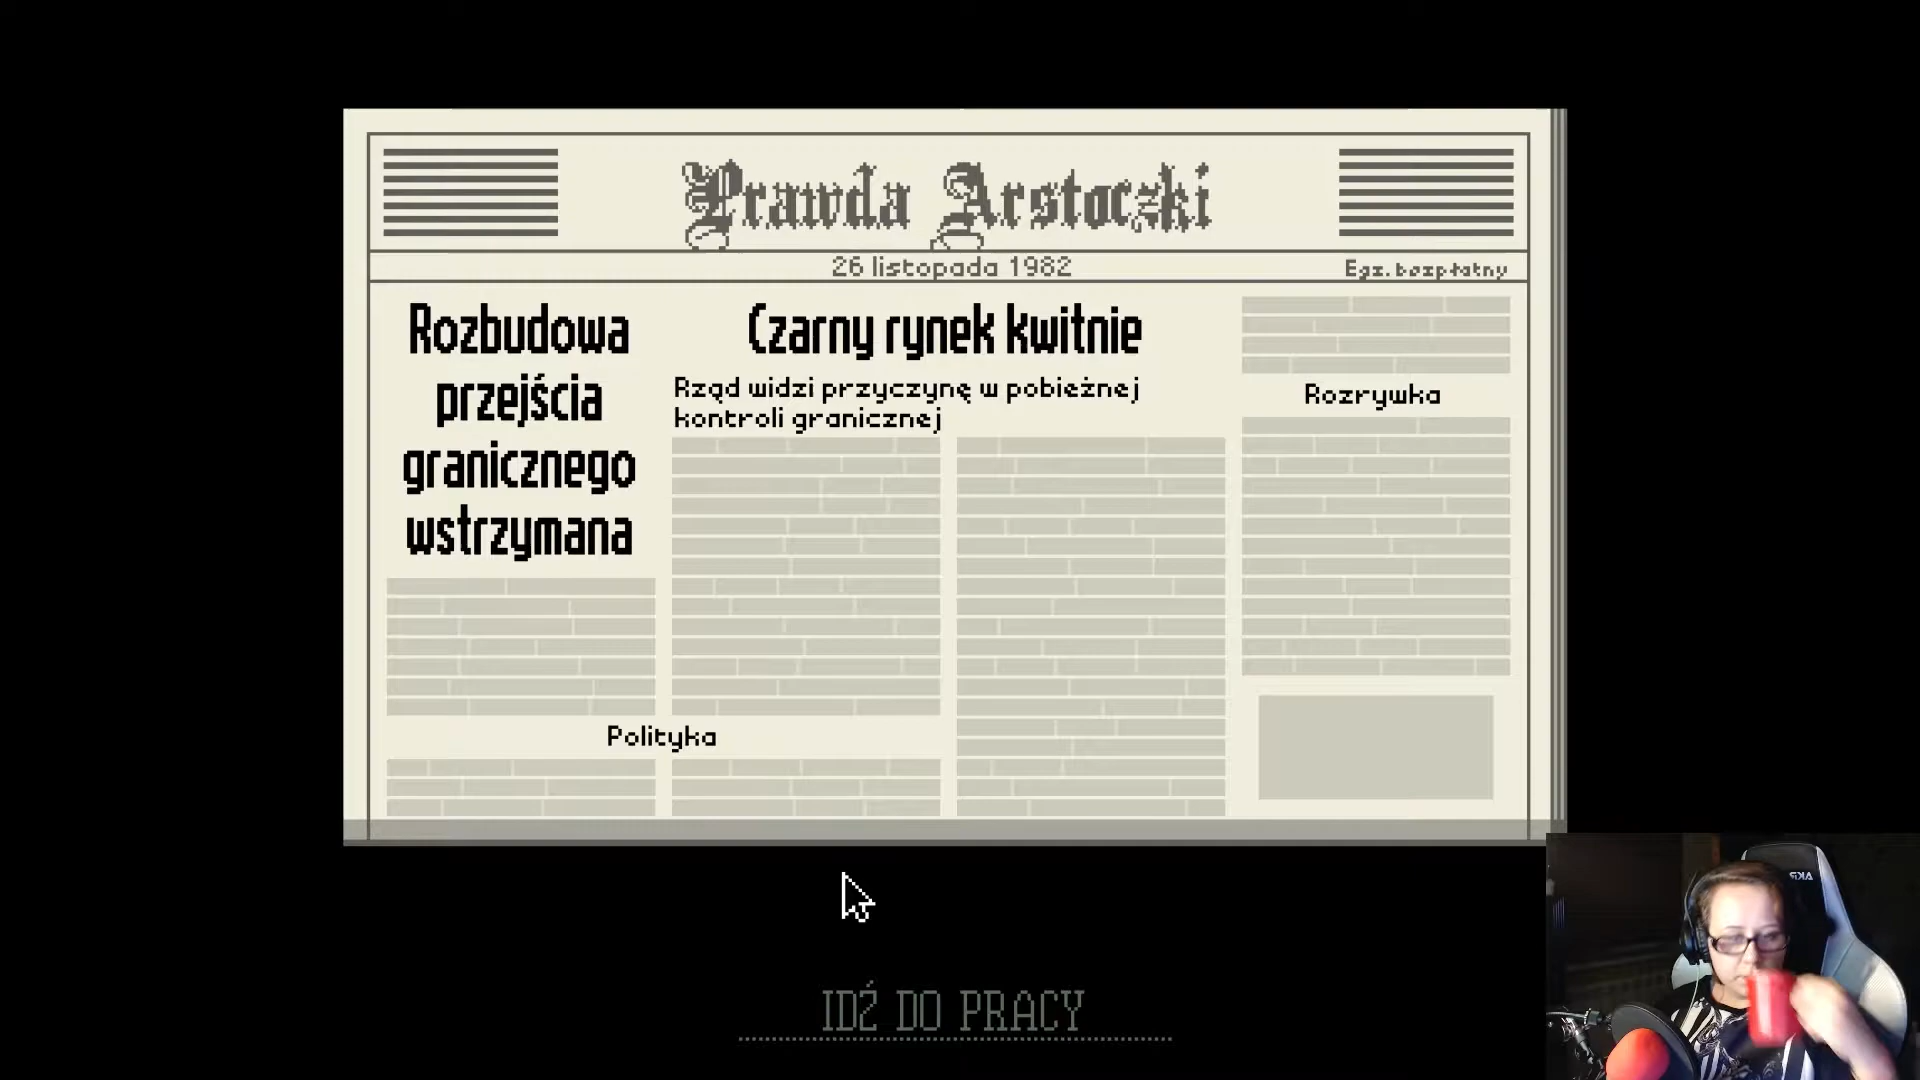 Prawda Arstoczki
26 listopada 1982
Egz. bezpłatny
Rozbudowa
przejścia
granicznego
wstrzymana
Czarny rynek kwitnie
Rząd widzi przyczynę w pobieżnej
kontroli granicznej
Rozrywka
Polityka
IDŹ DO PRACY